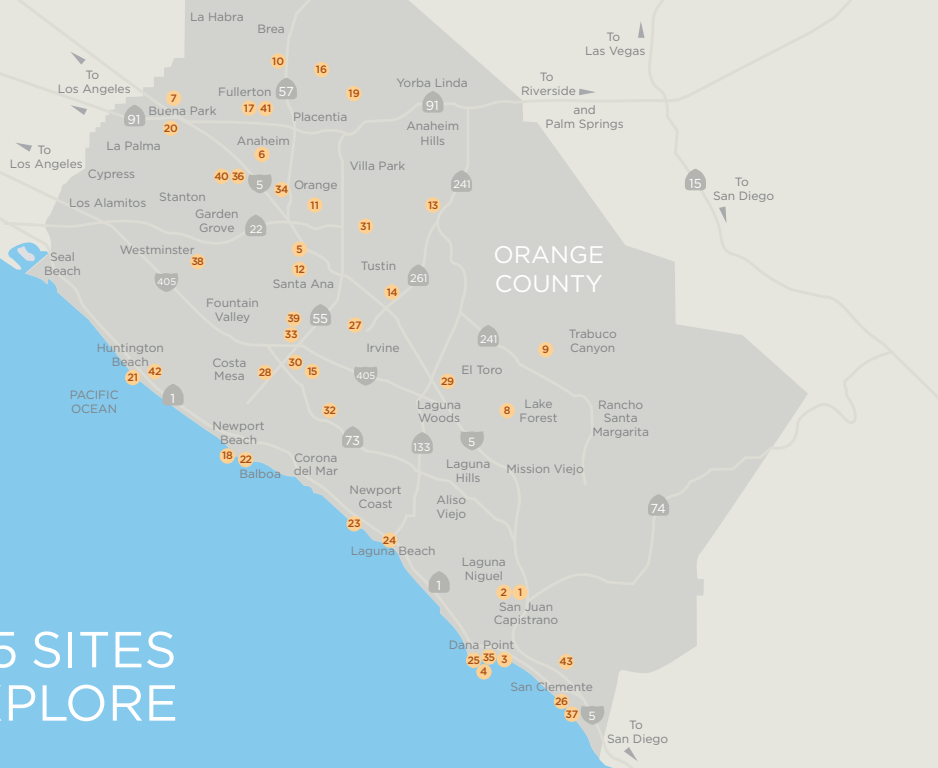 La Habra
Brea
To
Las Vegas
10
16
To
Los Angeles
To
Riverside
Yorba Linda
Fullerton
57
19
7
91
and
Palm Springs
17
41
Buena Park
Placentia
91
20
Anaheim
Hills
La Palma
Anaheim
6
To
Los Angeles
Villa Park
Cypress
40
36
5
34
Orange
241
15
To
San Diego
Stanton
Los Alamitos
11
13
Garden
Grove
22
31
Westminster
38
5
ORANGE
COUNTY
Seal
Beach
12
Tustin
261
405
Santa Ana
14
Fountain
Valley
39
55
27
33
241
Trabuco
Canyon
Huntington
Beach
Irvine
9
Costa
Mesa
30
15
28
405
42
21
El Toro
29
PACIFIC
OCEAN
1
32
Laguna
Woods
8
Lake
Forest
Rancho
Santa
Margarita
Newport
Beach
73
133
5
18
22
Balboa
Corona
del Mar
Laguna
Hills
Mission Viejo
Newport
Coast
Aliso
Viejo
74
23
24
Laguna Beach
Laguna
Niguel
1
2
1
San Juan
Capistrano
5 SITES
PLORE
Dana Point
25
35
3
4
43
San Clemente
26
37
5
To
San Diego